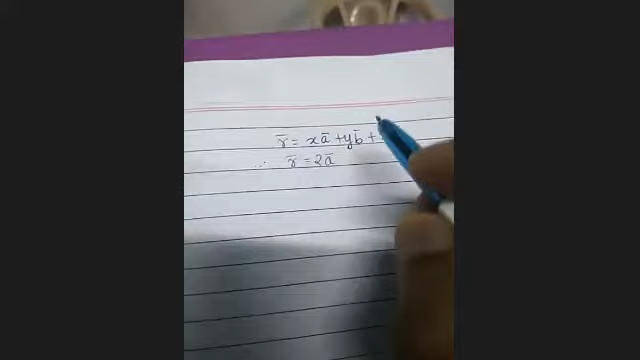 r̄ = xā + yb̄ +
∴ r̄ = 2ā